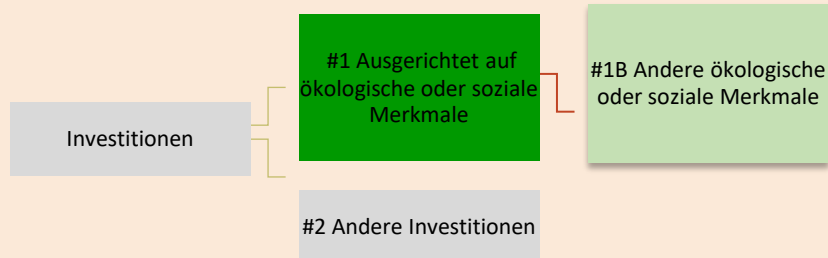 Investitionen
#1 Ausgerichtet auf
ökologische oder soziale
Merkmale
#1B Andere ökologische
oder soziale Merkmale
#2 Andere Investitionen